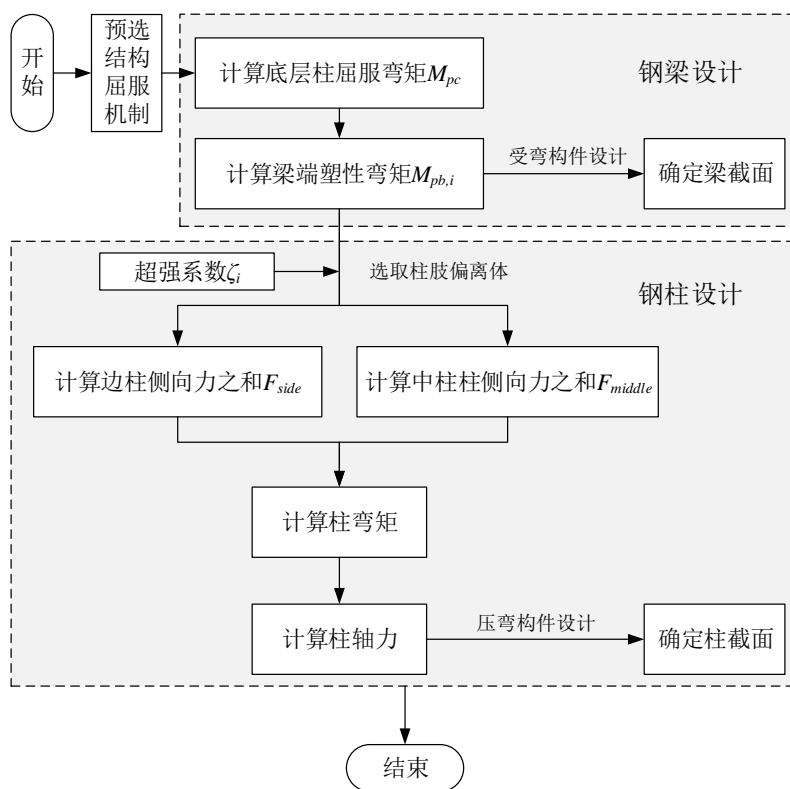 开始
预选
结构
屈服
机制
钢梁设计
计算底层柱屈服弯矩Mpc
计算梁端塑性弯矩Mpb,i
受弯构件设计
确定梁截面
超强系数ζi
选取柱肢偏离体
钢柱设计
计算边柱侧向力之和Fside
计算中柱柱侧向力之和Fmiddle
计算柱弯矩
计算柱轴力
压弯构件设计
确定柱截面
结束